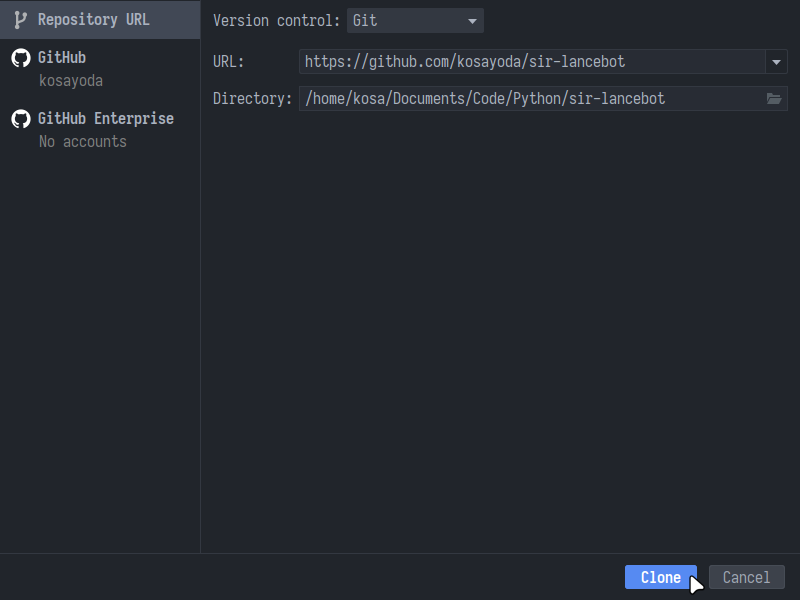 Repository URL
GitHub
kosayoda
GitHub Enterprise
No accounts
Version control: Git
URL: https://github.com/kosayoda/sir-lancebot
Directory: /home/kosa/Documents/Code/Python/sir-lancebot
Clone Cancel